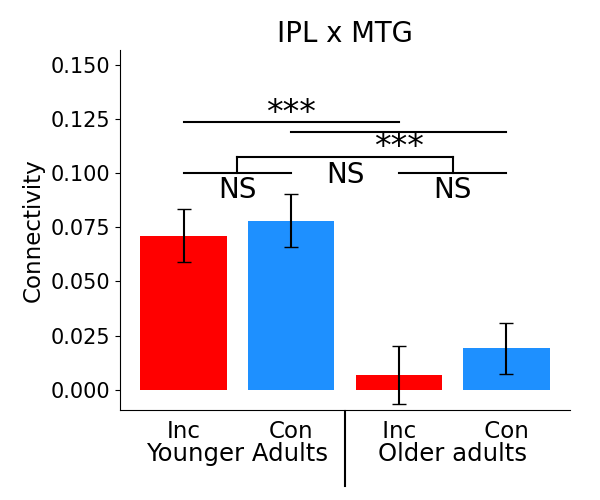 IPL x MTG
0.150
0.125
0.100
0.075
0.050
0.025
0.000
Connectivity
***
***
NS
NS
NS
Inc
Con
Inc
Con
Younger Adults
Older adults